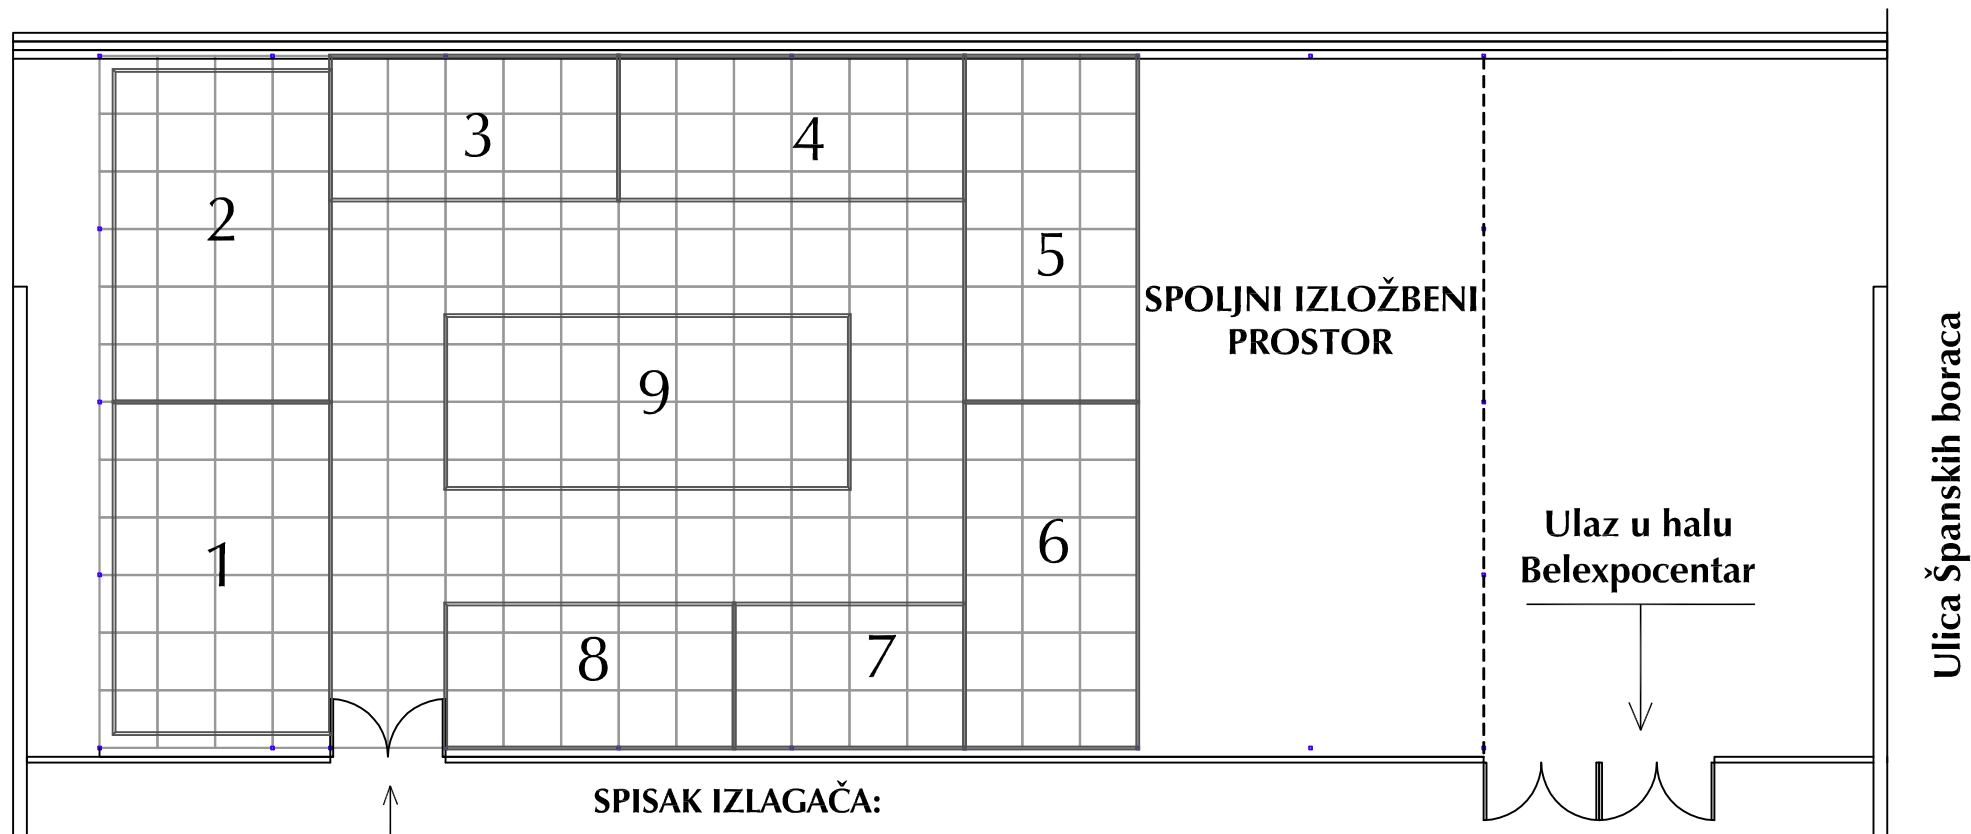 3
4
2
5
SPOLJNI IZLOŽBENI
PROSTOR
9
Ulica Španskih boraca
Ulaz u halu
Belexpocentar
1
6
8
7
SPISAK IZLAGAČA: